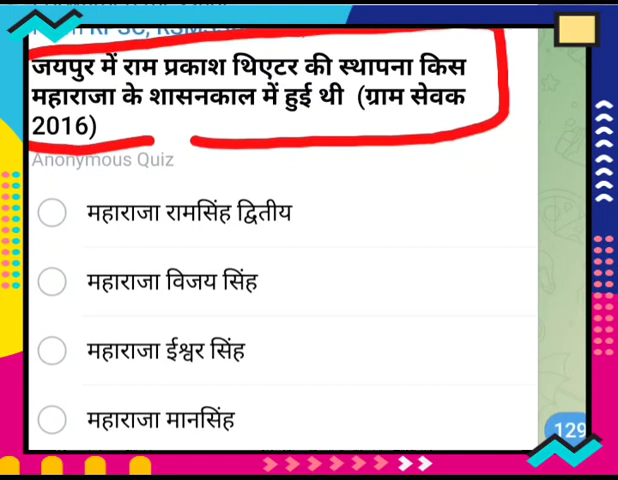 जयपुर में राम प्रकाश थिएटर की स्थापना किस
महाराजा के शासनकाल में हुई थी (ग्राम सेवक
2016)
Anonymous Quiz
महाराजा रामसिंह द्वितीय
महाराजा विजय सिंह
महाराजा ईश्वर सिंह
महाराजा मानसिंह
129